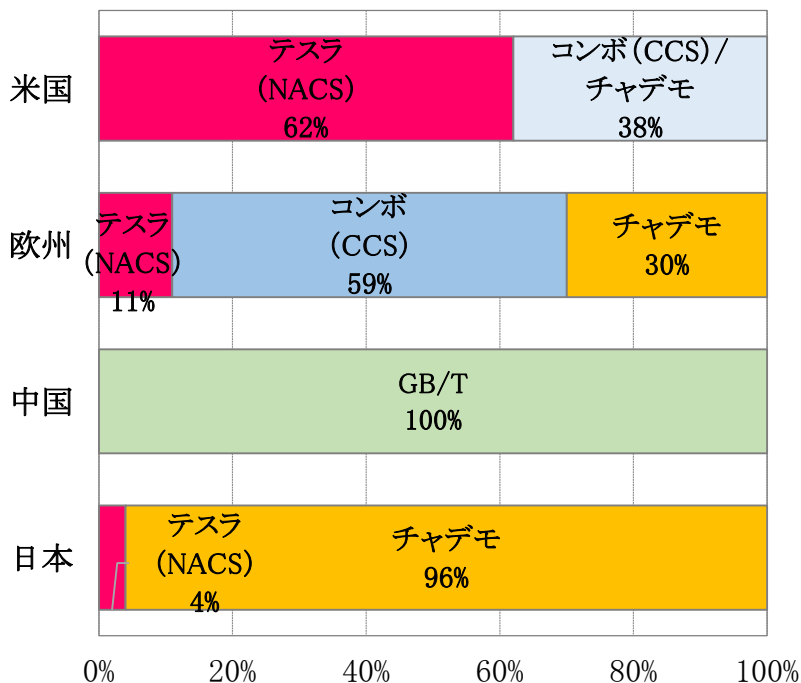 米国
テスラ
(NACS)
62%
コンボ(CCS)/
チャデモ
38%
欧州
テスラ
(NACS)
11%
コンボ
(CCS)
59%
チャデモ
30%
中国
GB/T
100%
日本
テスラ
(NACS)
4%
チャデモ
96%
0% 20% 40% 60% 80% 100%